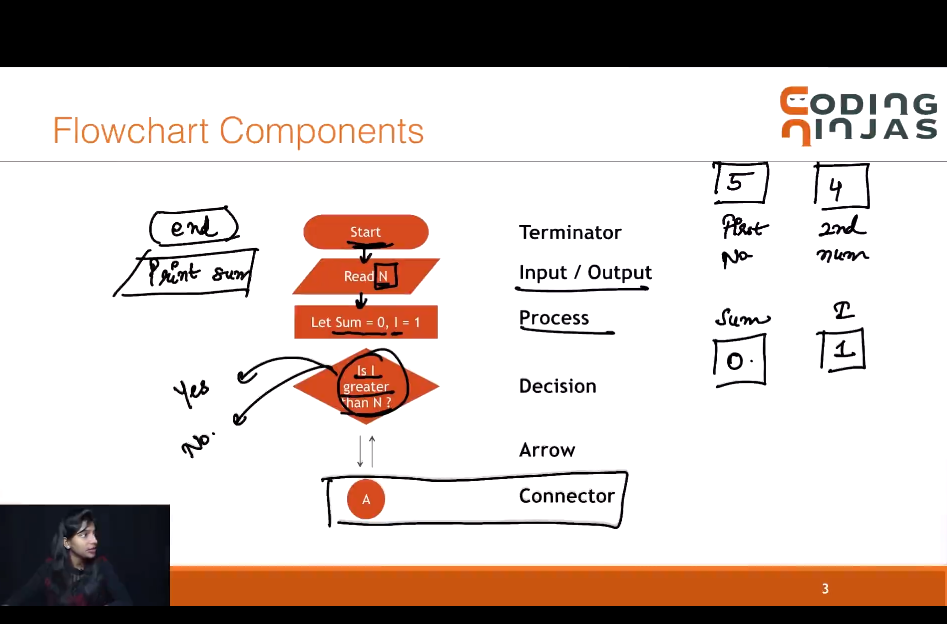 Flowchart Components
CODING
NINJAS
5 4
end
Start
Terminator
First 2nd
No num
Print sum
Read N
Input / Output
Let Sum = 0, I = 1
Process
Sum I
0. 1
Yes
No.
Is I
greater
than N ?
Decision
Arrow
A
Connector
3